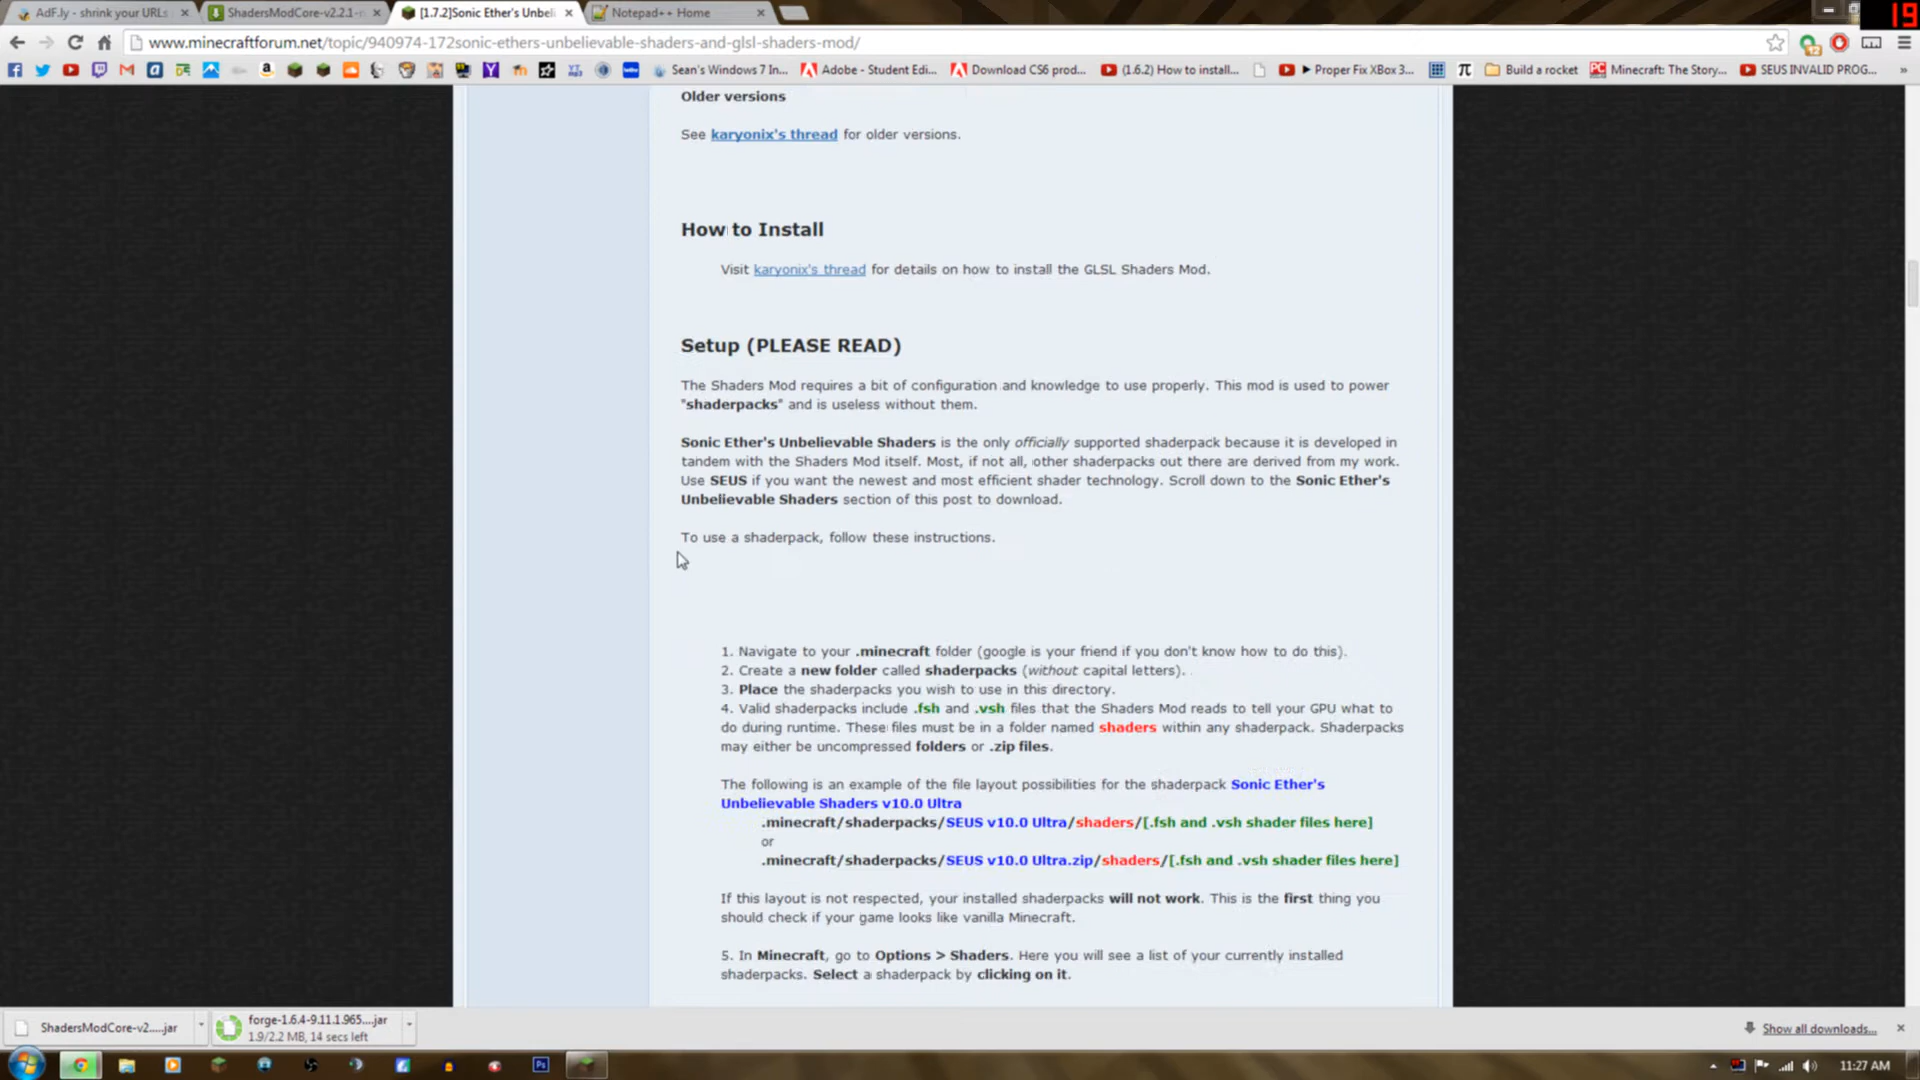 AdF.ly - shrink your URLs
ShadersModCore-v2.2.1-
[1.7.2]Sonic Ether's Unbel
Notepad++ Home
19
www.minecraftforum.net/topic/940974-172sonic-ethers-unbelievable-shaders-and-glsl-shaders-mod/
Sean's Windows 7 In...
Adobe - Student Edi...
Download CS6 prod...
(1.6.2) How to install...
► Proper Fix XBox 3...
Build a rocket
Minecraft: The Story...
SEUS INVALID PROG...
»
Older versions
See karyonix's thread for older versions.
How to Install
Visit karyonix's thread for details on how to install the GLSL Shaders Mod.
Setup (PLEASE READ)
The Shaders Mod requires a bit of configuration and knowledge to use properly. This mod is used to power
"shaderpacks" and is useless without them.
Sonic Ether's Unbelievable Shaders is the only officially supported shaderpack because it is developed in
tandem with the Shaders Mod itself. Most, if not all, other shaderpacks out there are derived from my work.
Use SEUS if you want the newest and most efficient shader technology. Scroll down to the Sonic Ether's
Unbelievable Shaders section of this post to download.
To use a shaderpack, follow these instructions.
1. Navigate to your .minecraft folder (google is your friend if you don't know how to do this).
2. Create a new folder called shaderpacks (without capital letters).
3. Place the shaderpacks you wish to use in this directory.
4. Valid shaderpacks include .fsh and .vsh files that the Shaders Mod reads to tell your GPU what to
do during runtime. These files must be in a folder named shaders within any shaderpack. Shaderpacks
may either be uncompressed folders or .zip files.
The following is an example of the file layout possibilities for the shaderpack Sonic Ether's
Unbelievable Shaders v10.0 Ultra
.minecraft/shaderpacks/SEUS v10.0 Ultra/shaders/[.fsh and .vsh shader files here]
or
.minecraft/shaderpacks/SEUS v10.0 Ultra.zip/shaders/[.fsh and .vsh shader files here]
If this layout is not respected, your installed shaderpacks will not work. This is the first thing you
should check if your game looks like vanilla Minecraft.
5. In Minecraft, go to Options > Shaders. Here you will see a list of your currently installed
shaderpacks. Select a shaderpack by clicking on it.
ShadersModCore-v2....jar
forge-1.6.4-9.11.1.965....jar
1.9/2.2 MB, 14 secs left
Show all downloads...
Ps
11:27 AM